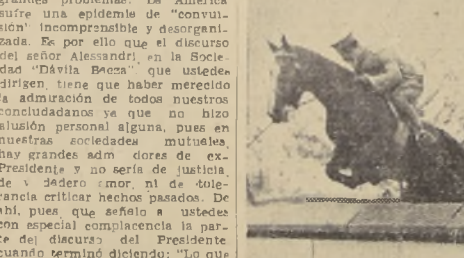 grandes problemas. La América
sufre una epidemie de "convul-
sión" incomprensible y desorgani-
zada. Es por ello que el discurso
del señor Alessandri, en la Socie-
dad "Dávila Baeza" que ustedes
dirigen, tiene que haber merecido
la admiración de todos nuestros
concludadanos ya que no hizo
alusión personal alguna, pues en
nuestras sociedades mutuales,
hay grandes adm dores de ex-
Presidente y no sería de justicia,
de v dadero amor, ni de tole-
rancia criticar hechos pasados. De
ahí, pues, que señalo a ustedes
con especial complacencia la par-
te del discurso del Presidente
cuando terminó diciendo: "Lo que